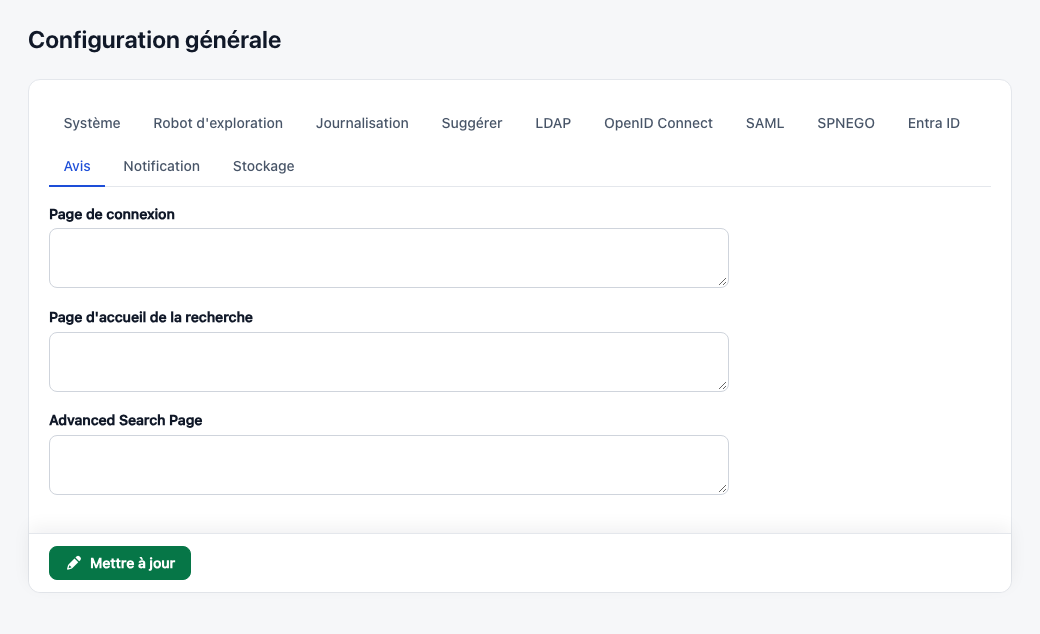 Configuration générale
Système Robot d'exploration Journalisation Suggérer LDAP OpenID Connect SAML SPNEGO Entra ID
Avis Notification Stockage
Page de connexion
Page d'accueil de la recherche
Advanced Search Page
Mettre à jour